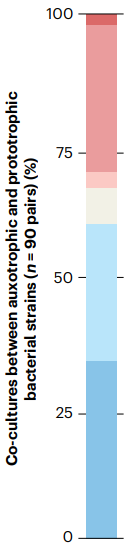 Co-cultures between auxotrophic and prototrophic
bacterial strains (n = 90 pairs) (%)
100
75
50
25
0